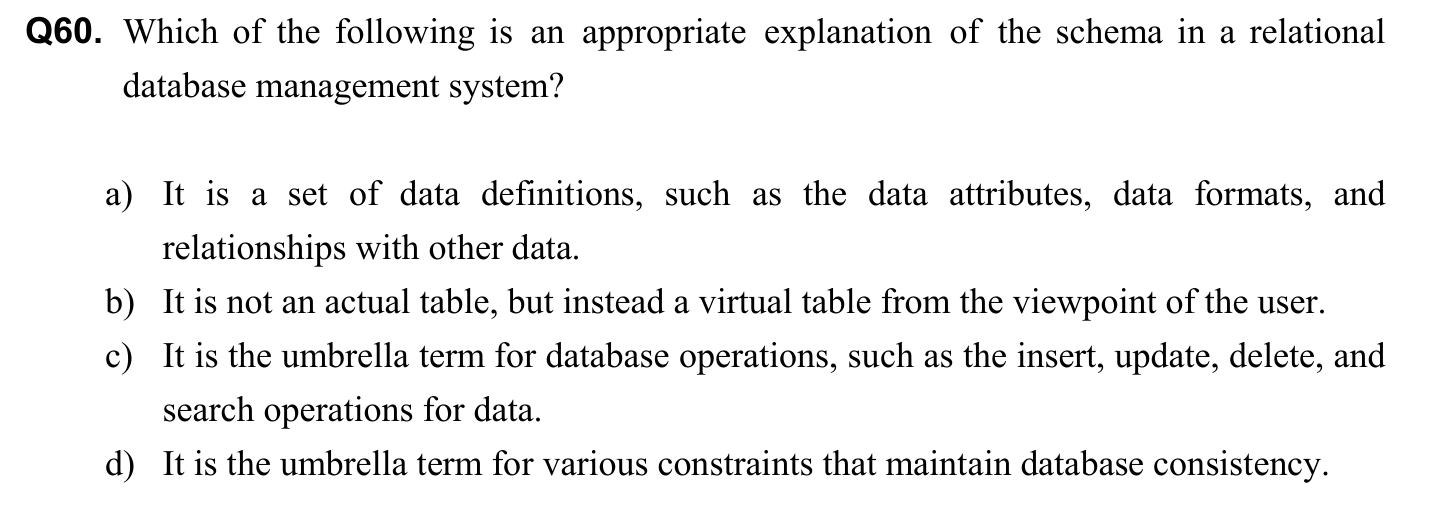 Q60. Which of the following is an appropriate explanation of the schema in a relational
database management system?
a) It is a set of data definitions, such as the data attributes, data formats, and
relationships with other data.
b) It is not an actual table, but instead a virtual table from the viewpoint of the user.
c) It is the umbrella term for database operations, such as the insert, update, delete, and
search operations for data.
d) It is the umbrella term for various constraints that maintain database consistency.